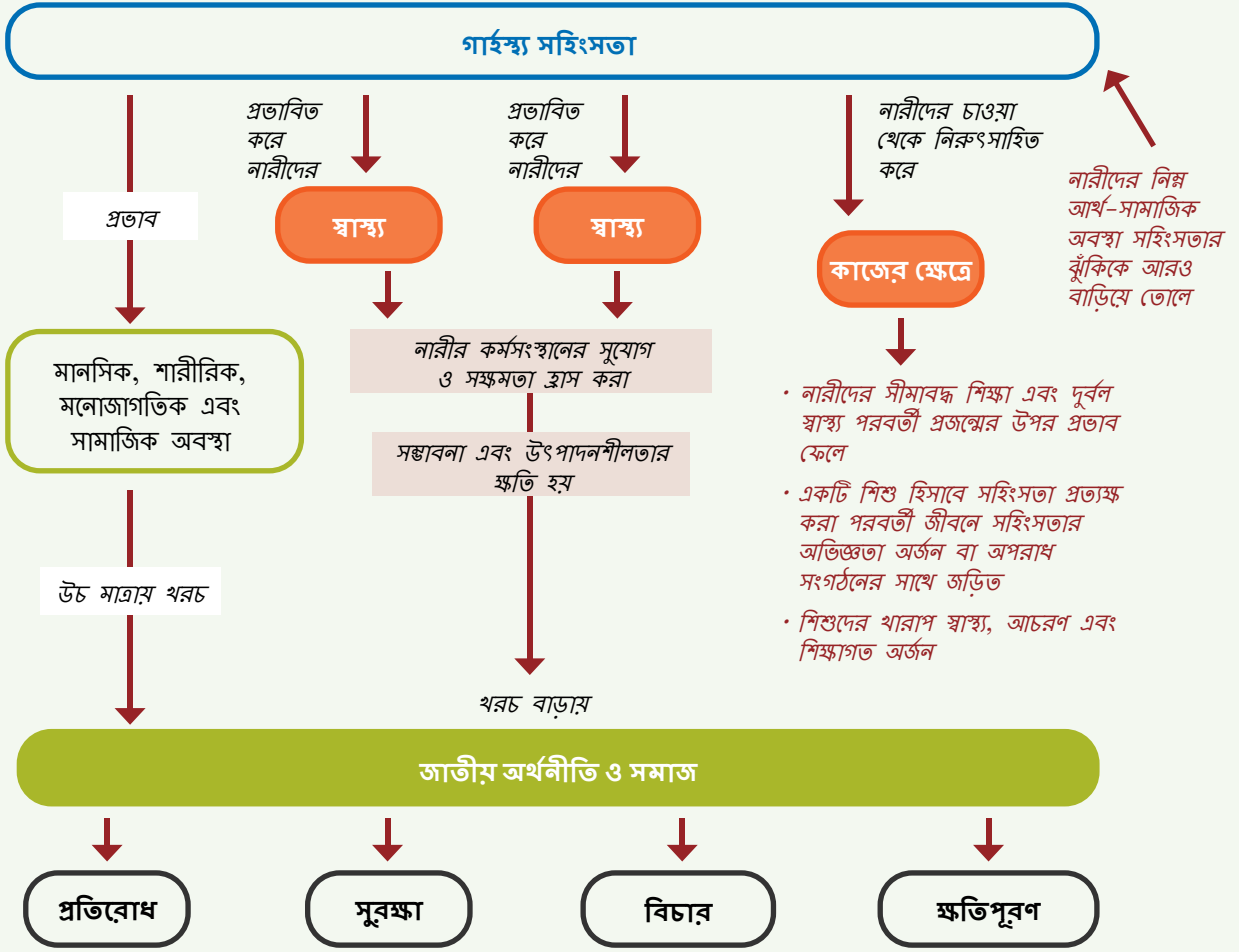 গার্হস্থ্য সহিংসতা
প্রভাব
মানসিক, শারীরিক,
মনোজাগতিক এবং
সামাজিক অবস্থা
উচ মাত্রায় খরচ
প্রভাবিত
করে
নারীদের
স্বাস্থ্য
প্রভাবিত
করে
নারীদের
স্বাস্থ্য
নারীর কর্মসংস্থানের সুযোগ
ও সক্ষমতা হ্রাস করা
সম্ভাবনা এবং উৎপাদনশীলতার
ক্ষতি হয়
খরচ বাড়ায়
নারীদের চাওয়া
থেকে নিরুৎসাহিত
করে
কাজের ক্ষেত্রে
· নারীদের সীমাবদ্ধ শিক্ষা এবং দুর্বল
স্বাস্থ্য পরবর্তী প্রজন্মের উপর প্রভাব
ফেলে
· একটি শিশু হিসাবে সহিংসতা প্রত্যক্ষ
করা পরবর্তী জীবনে সহিংসতার
অভিজ্ঞতা অর্জন বা অপরাধ
সংগঠনের সাথে জড়িত
· শিশুদের খারাপ স্বাস্থ্য, আচরণ এবং
শিক্ষাগত অর্জন
নারীদের নিম্ন
আর্থ-সামাজিক
অবস্থা সহিংসতার
ঝুঁকিকে আরও
বাড়িয়ে তোলে
জাতীয় অর্থনীতি ও সমাজ
প্রতিরোধ
সুরক্ষা
বিচার
ক্ষতিপূরণ